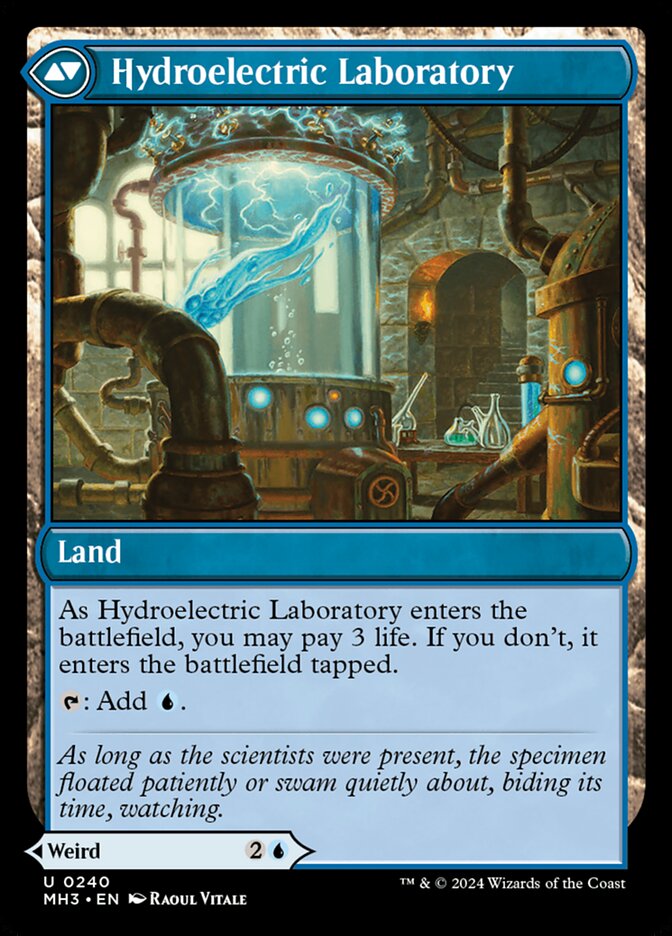 Hydroelectric Laboratory
Land
As Hydroelectric Laboratory enters the
battlefield, you may pay 3 life. If you don't, it
enters the battlefield tapped.
: Add .
As long as the scientists were present, the specimen
floated patiently or swam quietly about, biding its
time, watching.
Weird 2
U 0240
MH3 • EN Raoul Vitale
™ & © 2024 Wizards of the Coast